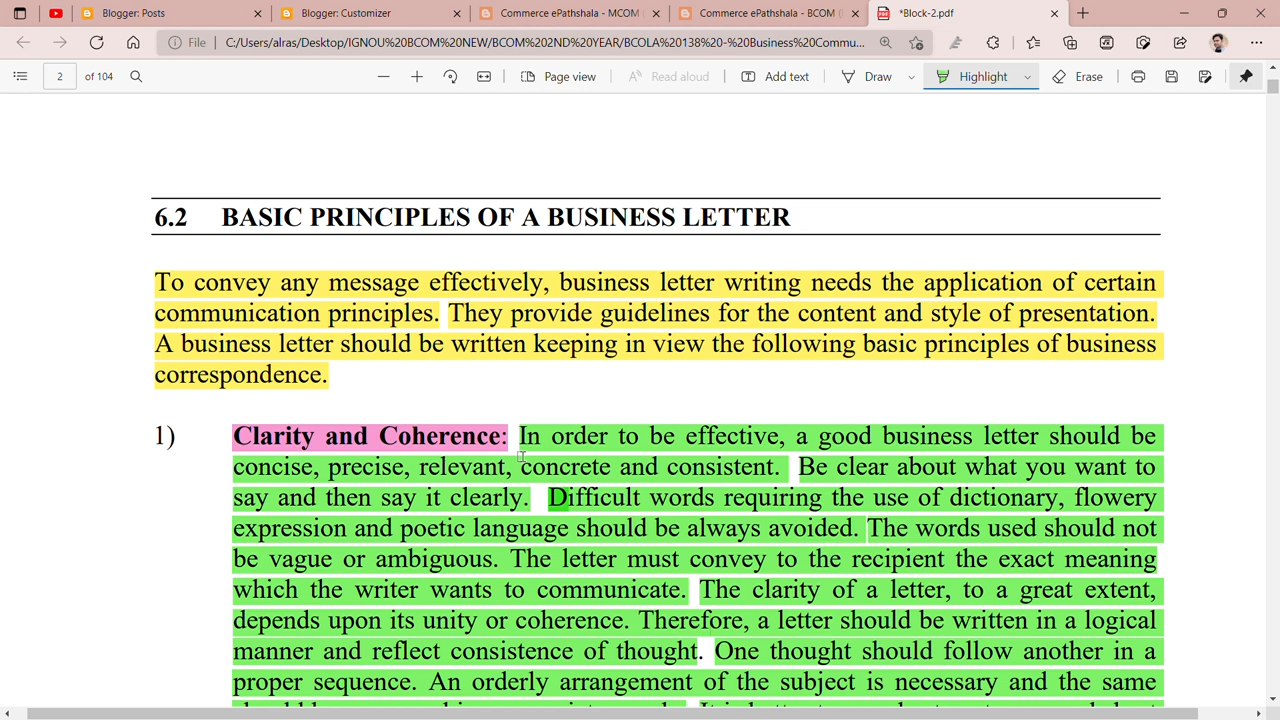 Blogger: Posts
Blogger: Customizer
Commerce ePathshala - MCOM
Commerce ePathshala - BCOM (
*Block-2.pdf
File
C:/Users/alras/Desktop/IGNOU%20BCOM%20NEW/BCOM%202ND%20YEAR/BCOLA%20138%20-%20Business%20Commu...
2 of 104
Page view
Read aloud
Add text
Draw
Highlight
Erase
6.2 BASIC PRINCIPLES OF A BUSINESS LETTER
To convey any message effectively, business letter writing needs the application of certain
communication principles. They provide guidelines for the content and style of presentation.
A business letter should be written keeping in view the following basic principles of business
correspondence.
1) Clarity and Coherence: In order to be effective, a good business letter should be
concise, precise, relevant, concrete and consistent. Be clear about what you want to
say and then say it clearly. Difficult words requiring the use of dictionary, flowery
expression and poetic language should be always avoided. The words used should not
be vague or ambiguous. The letter must convey to the recipient the exact meaning
which the writer wants to communicate. The clarity of a letter, to a great extent,
depends upon its unity or coherence. Therefore, a letter should be written in a logical
manner and reflect consistence of thought. One thought should follow another in a
proper sequence. An orderly arrangement of the subject is necessary and the same